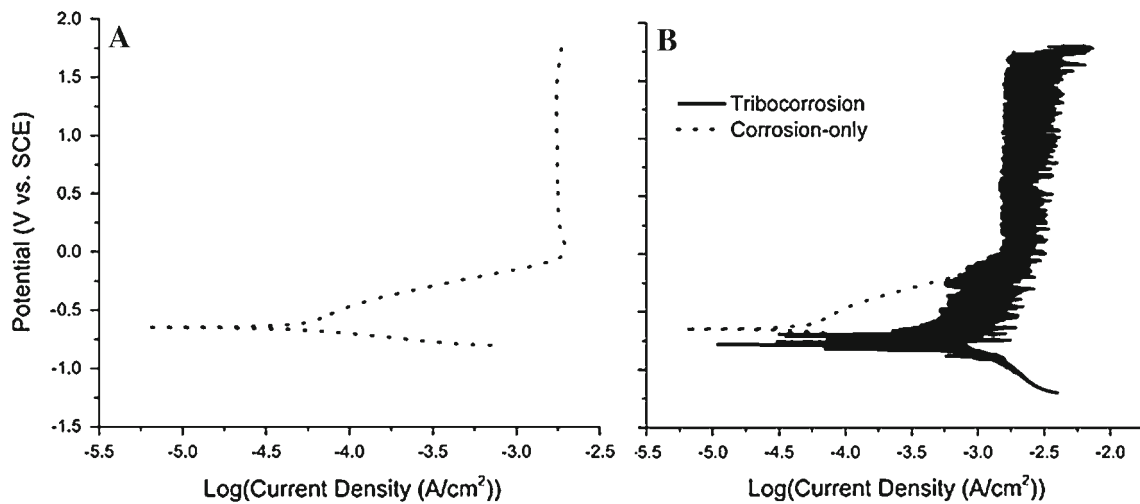 A
2.0
1.5
1.0
0.5
0.0
-0.5
-1.0
-1.5
Potential (V vs. SCE)
-5.5 -5.0 -4.5 -4.0 -3.5 -3.0 -2.5
Log(Current Density (A/cm²))
B
Tribocorrosion
Corrosion-only
-5.5 -5.0 -4.5 -4.0 -3.5 -3.0 -2.5 -2.0
Log(Current Density (A/cm²))